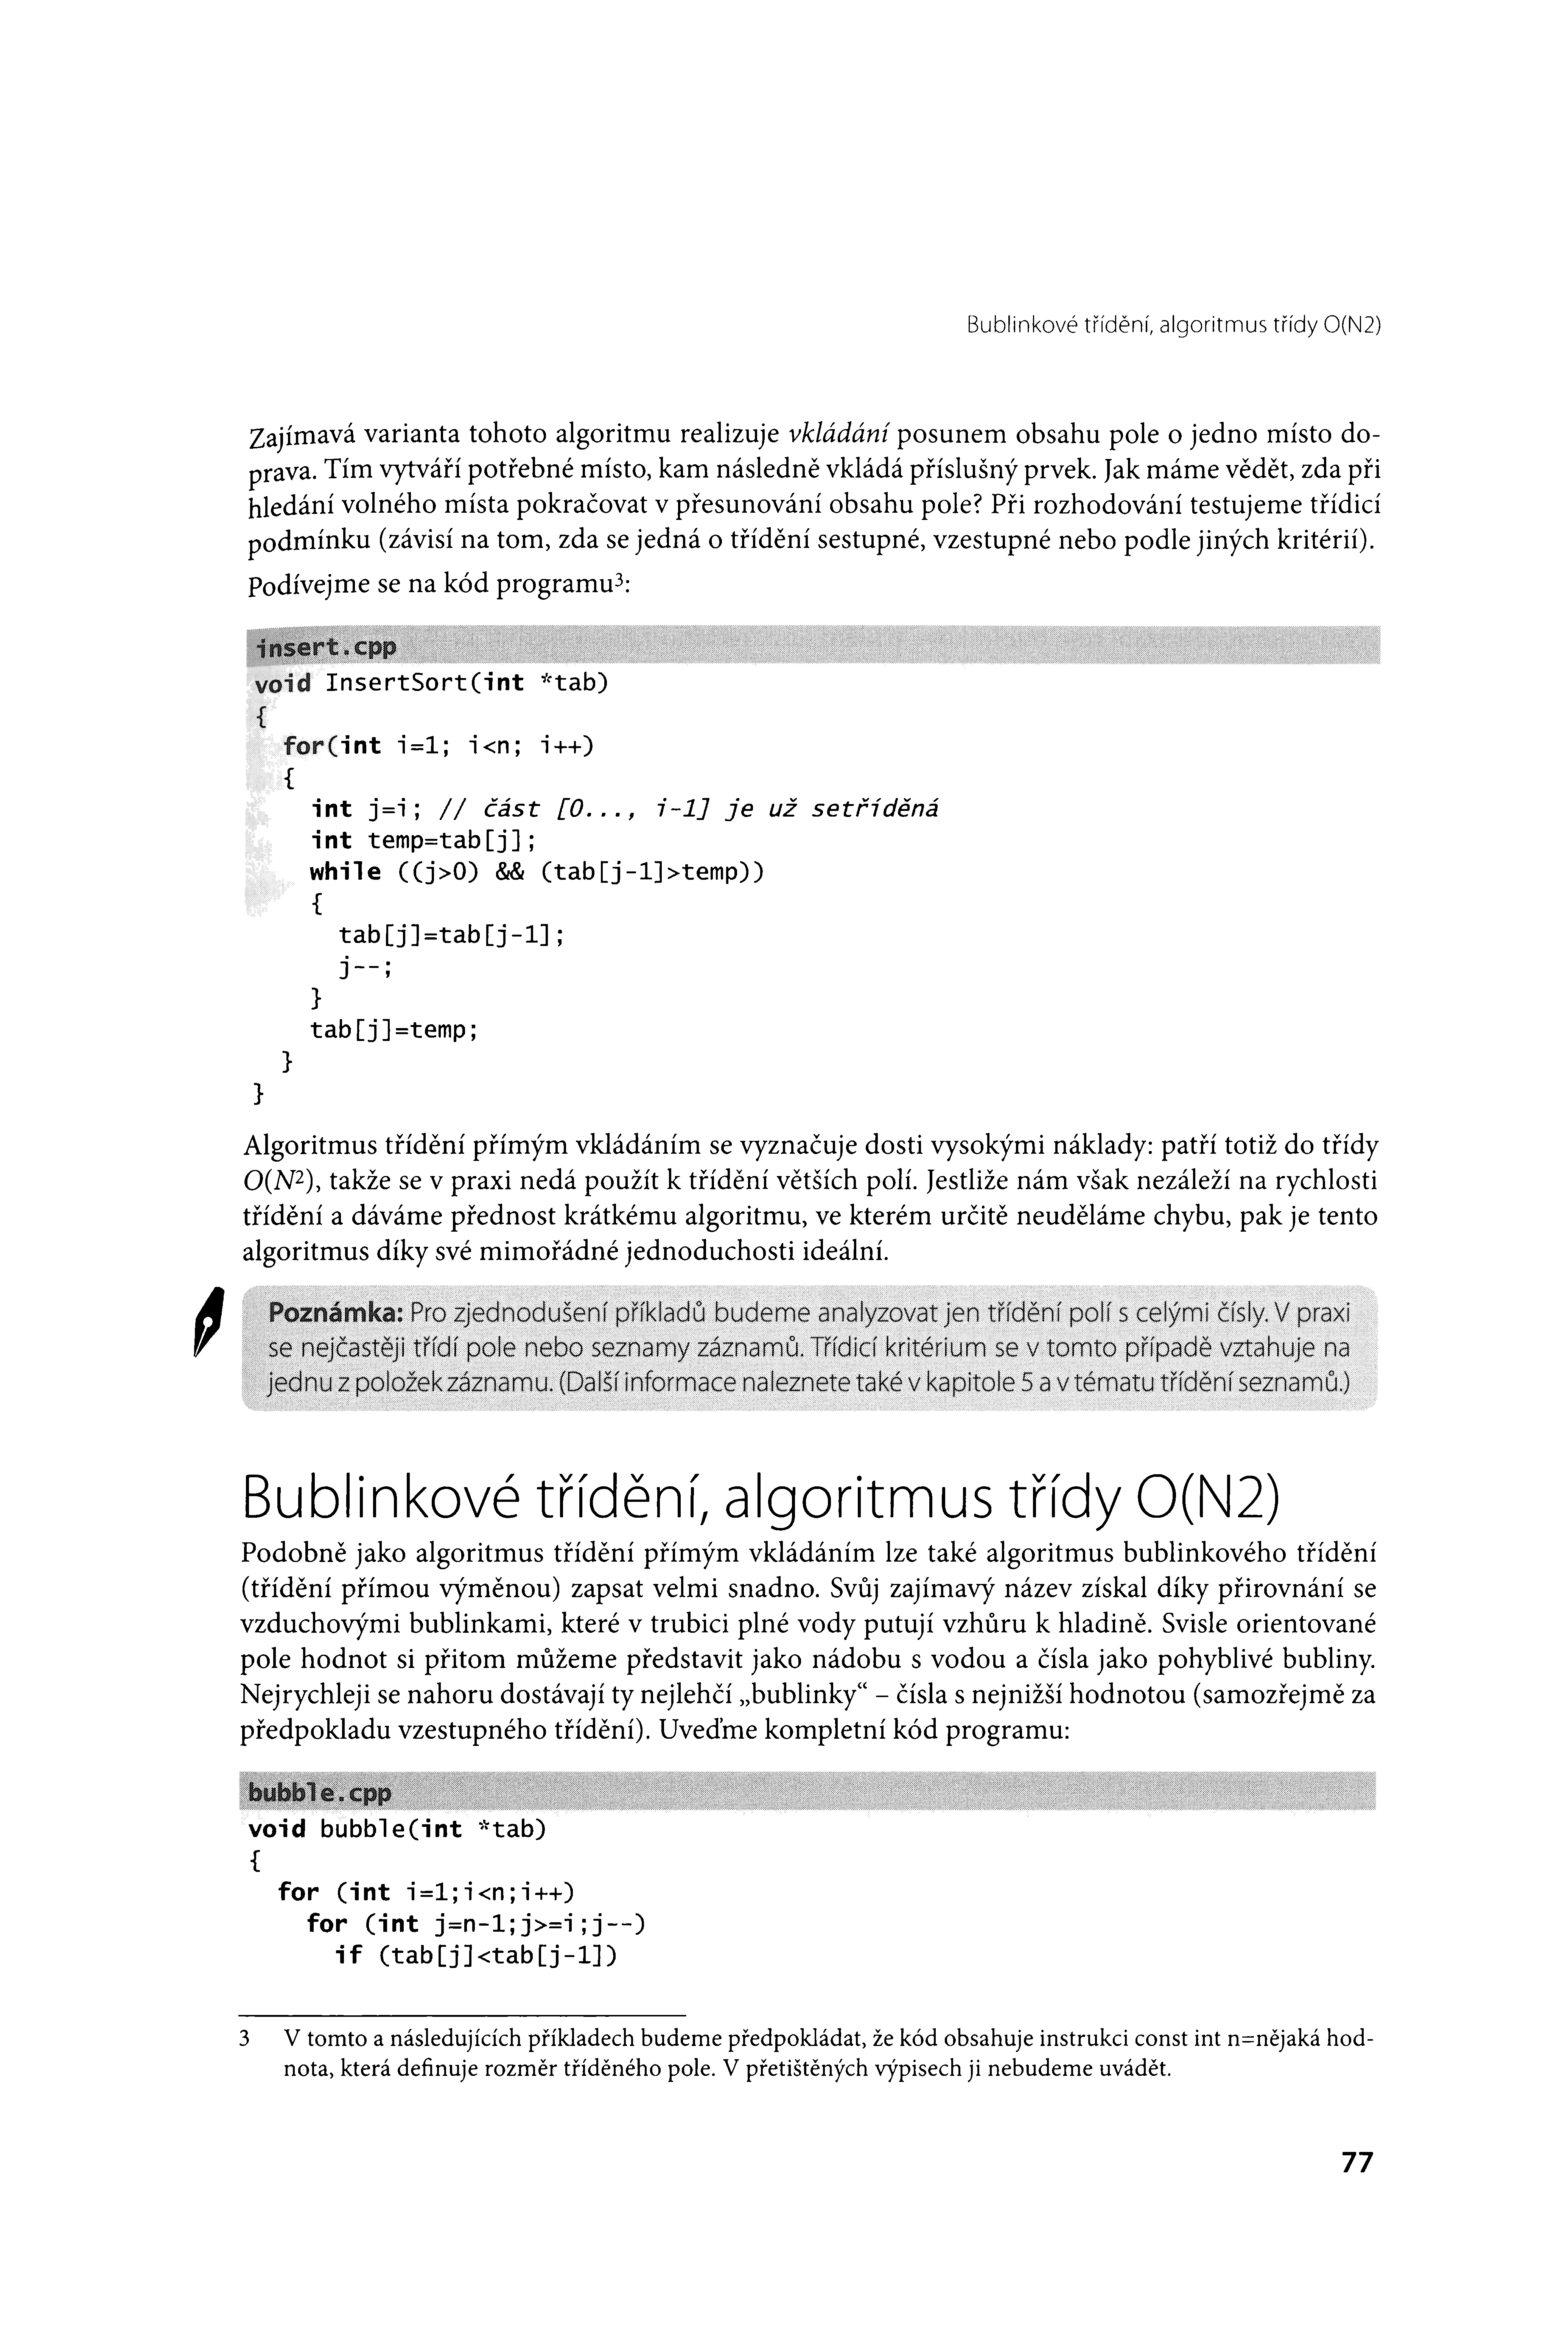 Bublinkové třídění, algoritmus třídy O(N2)
Zajímavá varianta tohoto algoritmu realizuje vkládání posunem obsahu pole o jedno místo do-
prava. Tím vytváří potřebné místo, kam následně vkládá příslušný prvek. Jak máme vědět, zda při
hledání volného místa pokračovat v přesunování obsahu pole? Při rozhodování testujeme třídicí
podmínku (závisí na tom, zda se jedná o třídění sestupné, vzestupné nebo podle jiných kritérií).
Podívejme se na kód programu³:
insert.cpp
void InsertSort(int *tab)
{
  for(int i=1; i<n; i++)
  {
    int j=i; // část [0..., i-1] je už setříděná
    int temp=tab[j];
    while ((j>0) && (tab[j-1]>temp))
    {
      tab[j]=tab[j-1];
      j--;
    }
    tab[j]=temp;
  }
}
Algoritmus třídění přímým vkládáním se vyznačuje dosti vysokými náklady: patří totiž do třídy
O(N²), takže se v praxi nedá použít k třídění větších polí. Jestliže nám však nezáleží na rychlosti
třídění a dáváme přednost krátkému algoritmu, ve kterém určitě neuděláme chybu, pak je tento
algoritmus díky své mimořádné jednoduchosti ideální.
Poznámka: Pro zjednodušení příkladů budeme analyzovat jen třídění polí s celými čísly. V praxi
se nejčastěji třídí pole nebo seznamy záznamů. Třídicí kritérium se v tomto případě vztahuje na
jednu z položek záznamu. (Další informace naleznete také v kapitole 5 a v tématu třídění seznamů.)
Bublinkové třídění, algoritmus třídy O(N2)
Podobně jako algoritmus třídění přímým vkládáním lze také algoritmus bublinkového třídění
(třídění přímou výměnou) zapsat velmi snadno. Svůj zajímavý název získal díky přirovnání se
vzduchovými bublinkami, které v trubici plné vody putují vzhůru k hladině. Svisle orientované
pole hodnot si přitom můžeme představit jako nádobu s vodou a čísla jako pohyblivé bubliny.
Nejrychleji se nahoru dostávají ty nejlehčí „bublinky“ – čísla s nejnižší hodnotou (samozřejmě za
předpokladu vzestupného třídění). Uveďme kompletní kód programu:
bubble.cpp
void bubble(int *tab)
{
  for (int i=1;i<n;i++)
    for (int j=n-1;j>=i;j--)
      if (tab[j]<tab[j-1])
3 V tomto a následujících příkladech budeme předpokládat, že kód obsahuje instrukci const int n=nějaká hod-
nota, která definuje rozměr tříděného pole. V přetištěných výpisech ji nebudeme uvádět.
77